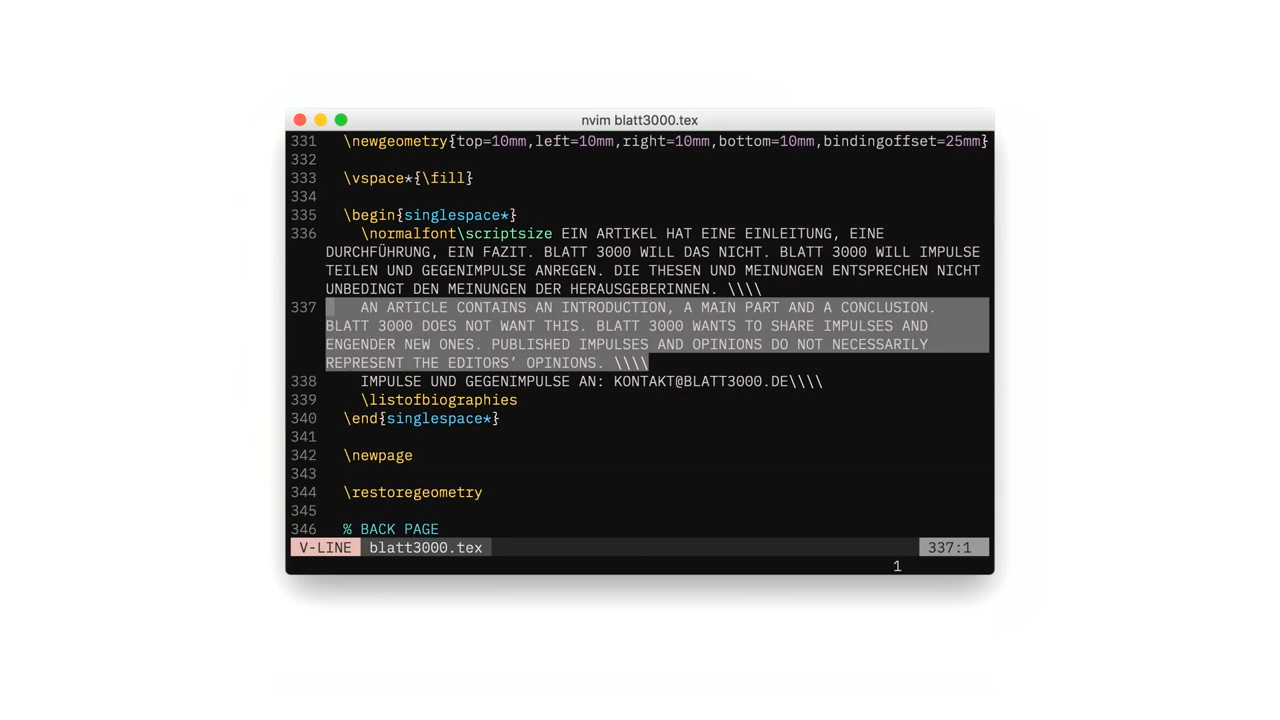 nvim blatt3000.tex
331 \newgeometry{top=10mm,left=10mm,right=10mm,bottom=10mm,bindingoffset=25mm}
332
333 \vspace*{\fill}
334
335 \begin{singlespace*}
336 \normalfont\scriptsize EIN ARTIKEL HAT EINE EINLEITUNG, EINE
DURCHFÜHRUNG, EIN FAZIT. BLATT 3000 WILL DAS NICHT. BLATT 3000 WILL IMPULSE
TEILEN UND GEGENIMPULSE ANREGEN. DIE THESEN UND MEINUNGEN ENTSPRECHEN NICHT
UNBEDINGT DEN MEINUNGEN DER HERAUSGEBERINNEN. \\\\
337 AN ARTICLE CONTAINS AN INTRODUCTION, A MAIN PART AND A CONCLUSION.
BLATT 3000 DOES NOT WANT THIS. BLATT 3000 WANTS TO SHARE IMPULSES AND
ENGENDER NEW ONES. PUBLISHED IMPULSES AND OPINIONS DO NOT NECESSARILY
REPRESENT THE EDITORS’ OPINIONS. \\\\
338 IMPULSE UND GEGENIMPULSE AN: KONTAKT@BLATT3000.DE\\\\
339 \listofbiographies
340 \end{singlespace*}
341
342 \newpage
343
344 \restoregeometry
345
346 % BACK PAGE
V-LINE blatt3000.tex 337:1
1